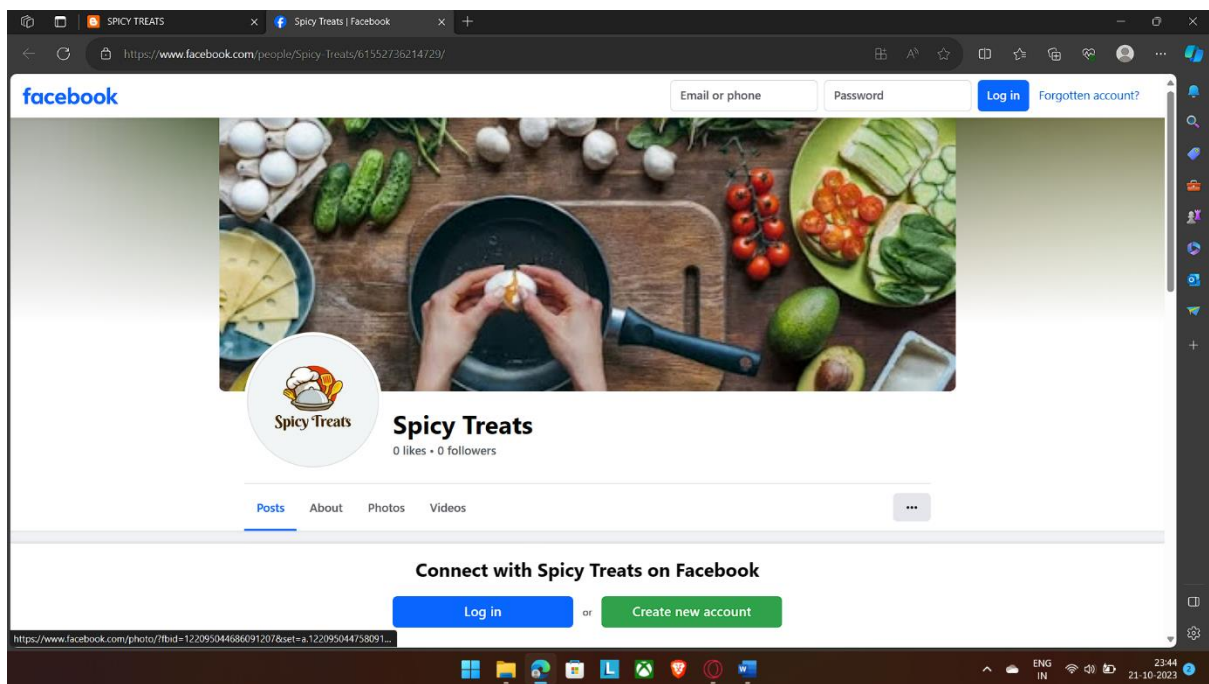 SPICY TREATS
Spicy Treats | Facebook
https://www.facebook.com/people/Spicy-Treats/61552736214729/
facebook
Email or phone
Password
Log in
Forgotten account?
Spicy Treats
Spicy Treats
0 likes • 0 followers
Posts About Photos Videos
Connect with Spicy Treats on Facebook
Log in or Create new account
https://www.facebook.com/photo/?fbid=122095044686091207&set=a.122095044758091...
ENG
IN
23:44
21-10-2023
2